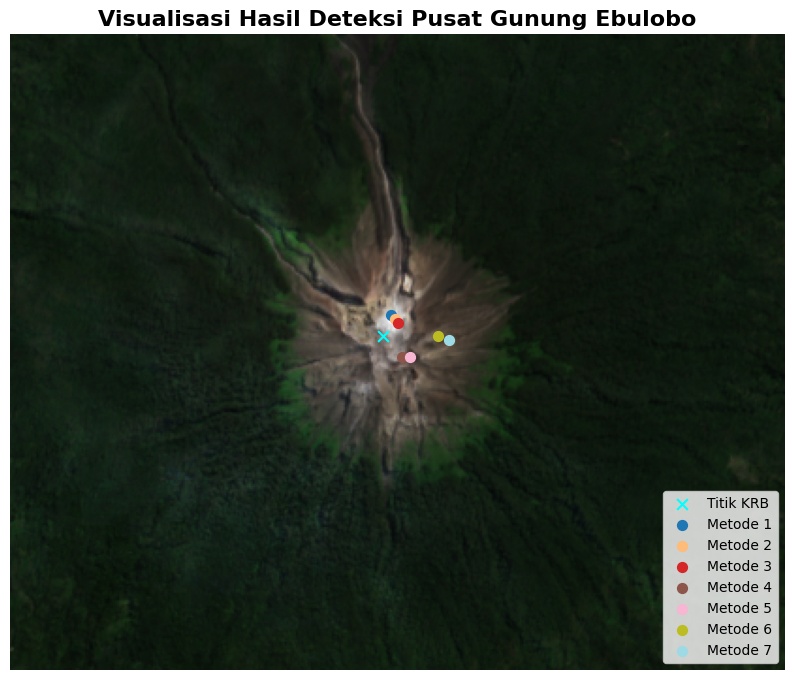 Visualisasi Hasil Deteksi Pusat Gunung Ebulobo
Titik KRB
Metode 1
Metode 2
Metode 3
Metode 4
Metode 5
Metode 6
Metode 7